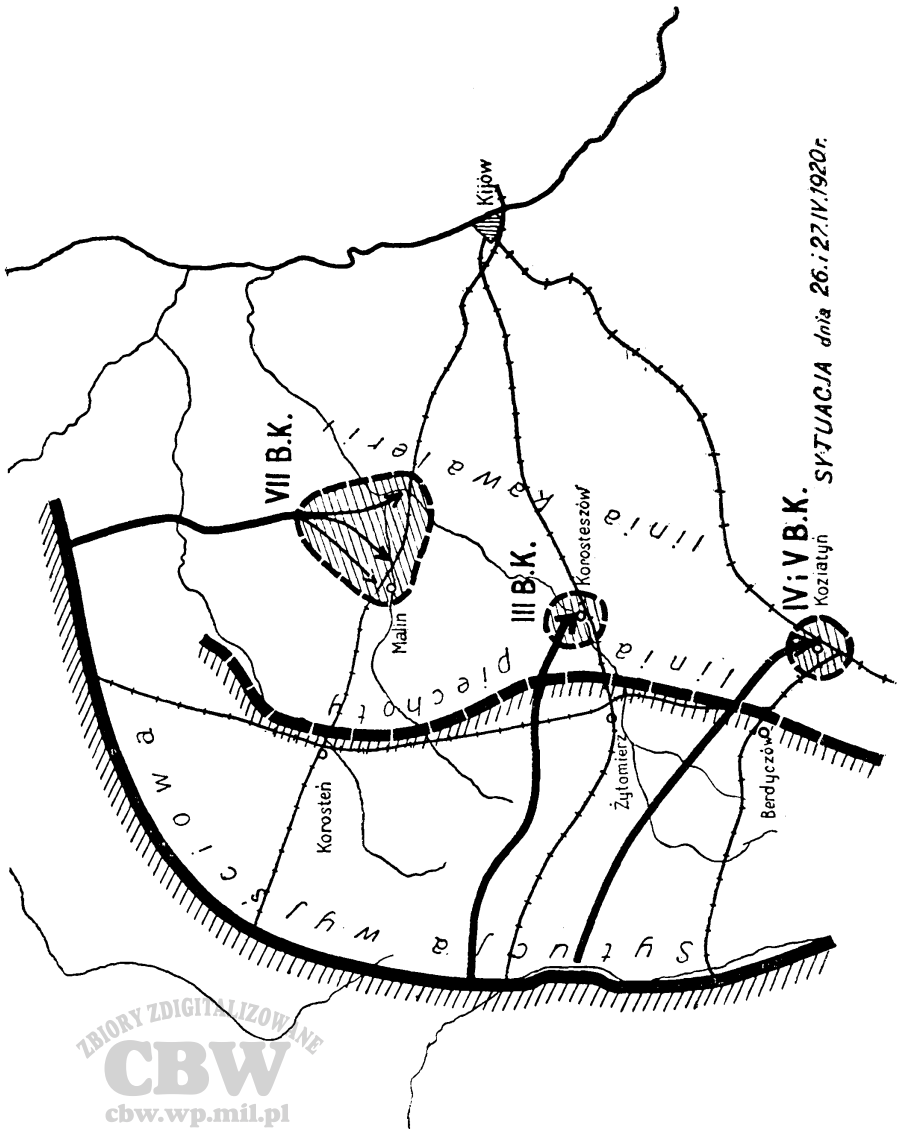 SYTUACJA dnia 26. i 27. IV. 1920 r.
Kijów
VII B.K.
linia kawalerji
Malin
III B.K.
Korosteszów
IV i V B.K.
Koziatyń
linia piechoty
Korosteń
Żytomierz
Berdyczów
Sytucja wyjściowa
ZBIORY ZDIGITALIZOWANE
CBW
cbw.wp.mil.pl